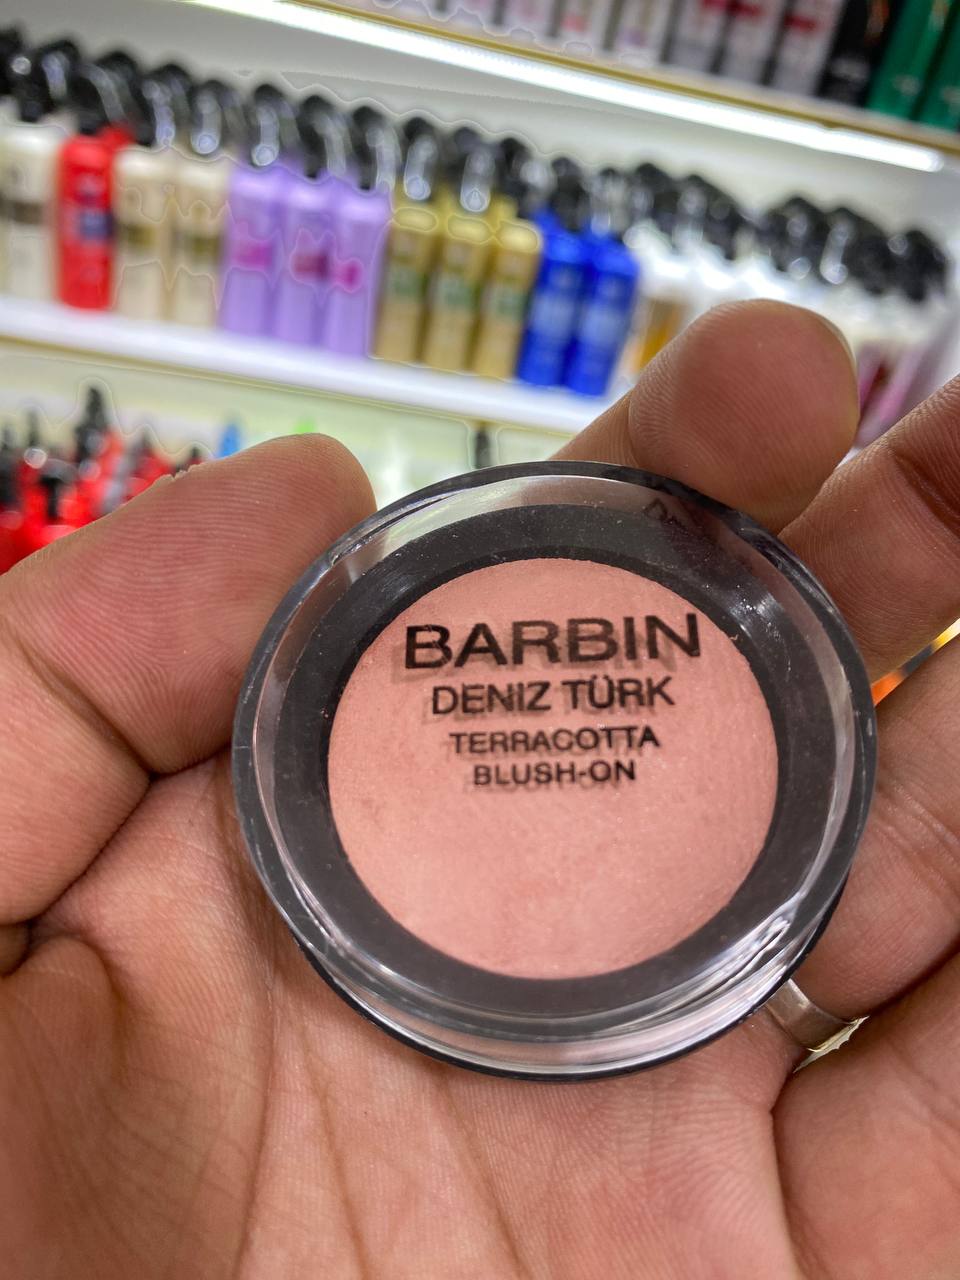 BARBIN
DENIZ TÜRK
TERRACOTTA
BLUSH-ON